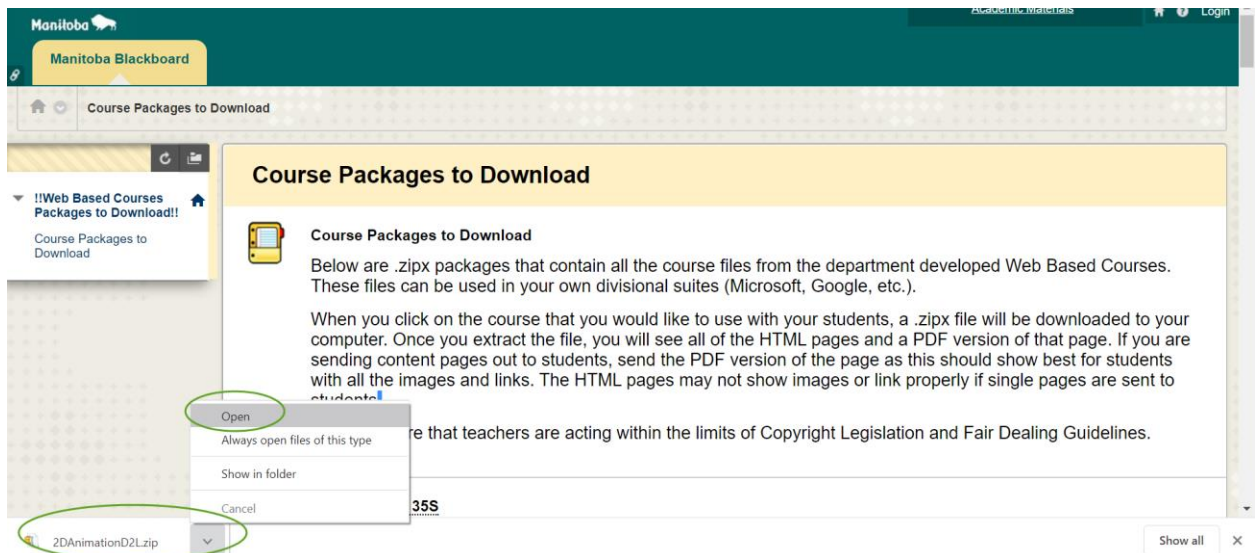 Manitoba
Academic Materials
Login
Manitoba Blackboard
Course Packages to Download
!!Web Based Courses
Packages to Download!!
Course Packages to
Download
Course Packages to Download
Course Packages to Download
Below are .zipx packages that contain all the course files from the department developed Web Based Courses.
These files can be used in your own divisional suites (Microsoft, Google, etc.).
When you click on the course that you would like to use with your students, a .zipx file will be downloaded to your
computer. Once you extract the file, you will see all of the HTML pages and a PDF version of that page. If you are
sending content pages out to students, send the PDF version of the page as this should show best for students
with all the images and links. The HTML pages may not show images or link properly if single pages are sent to
students
Open
Always open files of this type
Show in folder
Cancel
re that teachers are acting within the limits of Copyright Legislation and Fair Dealing Guidelines.
35S
2DAnimationD2L.zip
Show all